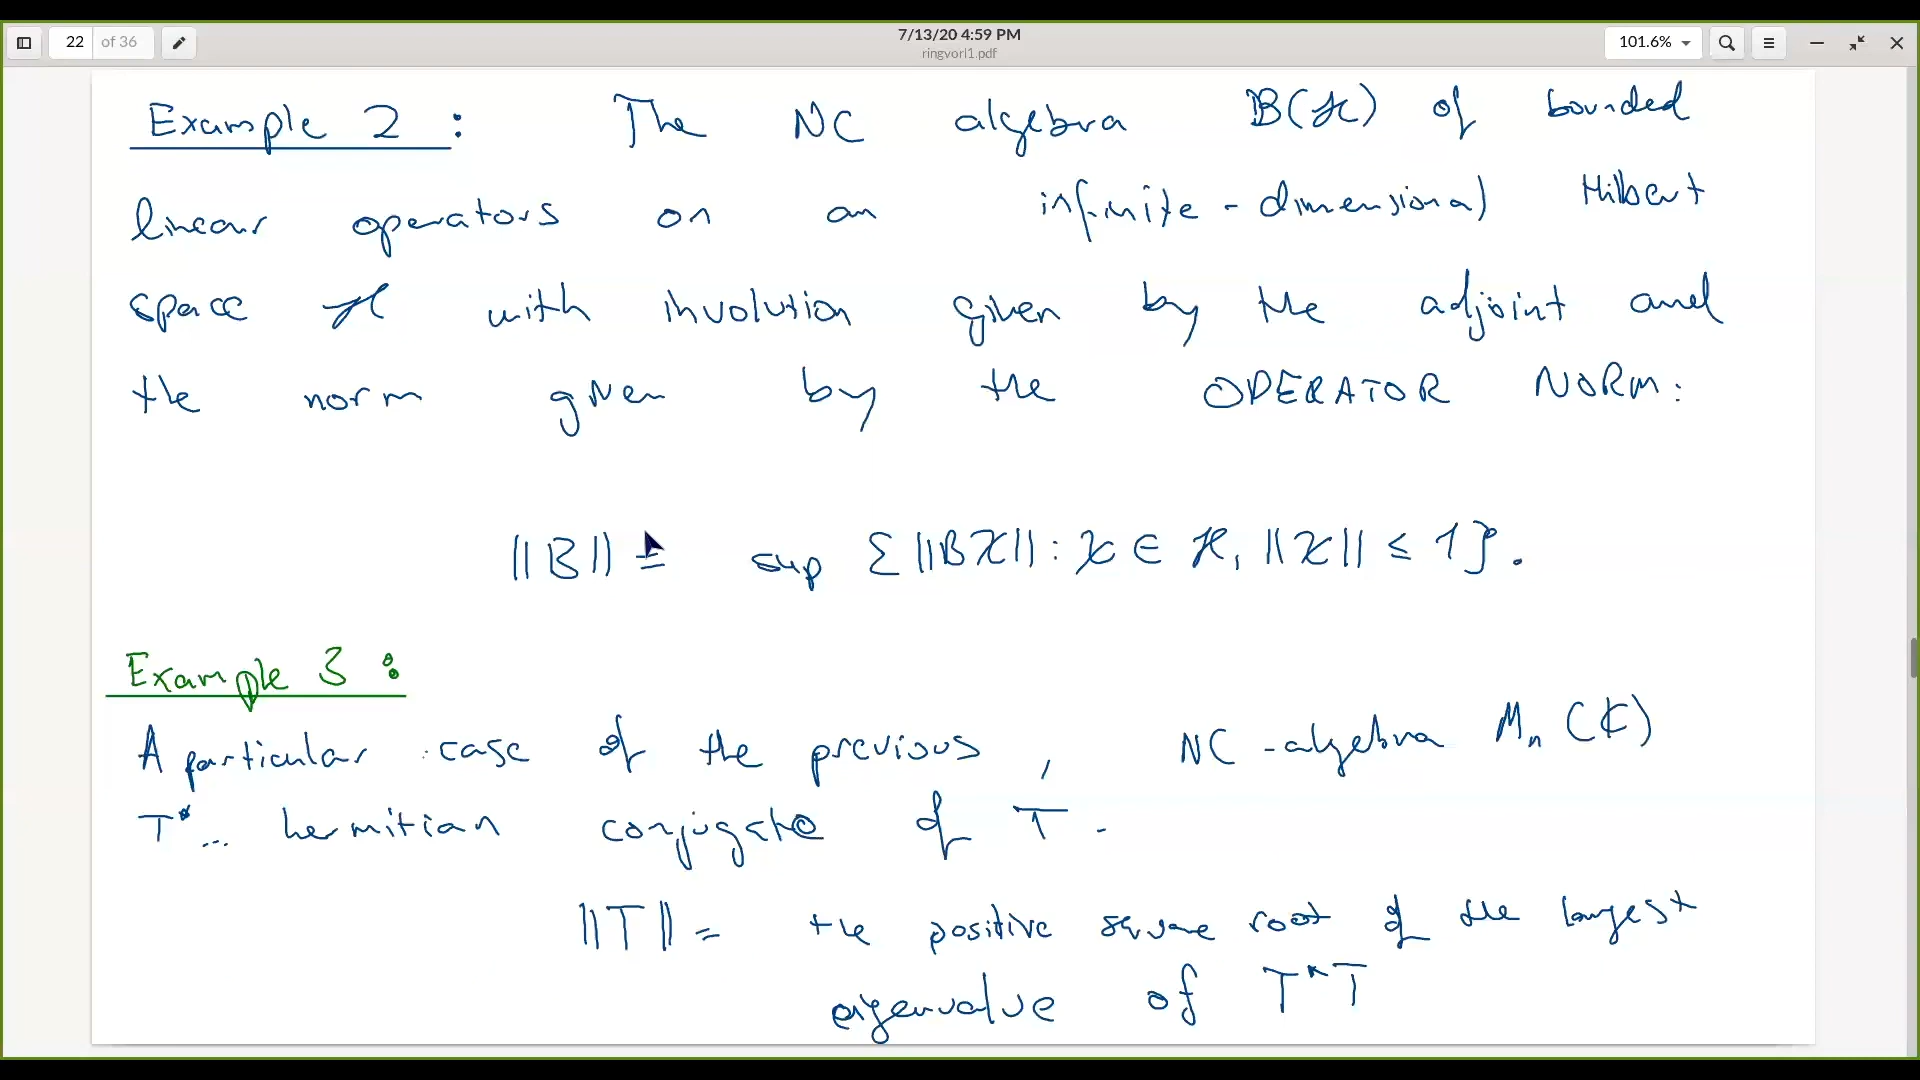 22 of 36
7/13/20 4:59 PM
ringvorl1.pdf
101.6%
Example 2 : The NC algebra B(ℋ) of bounded
linear operators on an infinite-dimensional Hilbert
space ℋ with involution given by the adjoint and
the norm given by the OPERATOR NORM:
||B|| = sup {||Bx|| : x ∈ ℋ, ||x|| ≤ 1}.
Example 3 :
A particular case of the previous, NC-algebra Mₙ(ℂ)
T* ... hermitian conjugate of T.
||T|| = the positive square root of the largest
eigenvalue of T*T